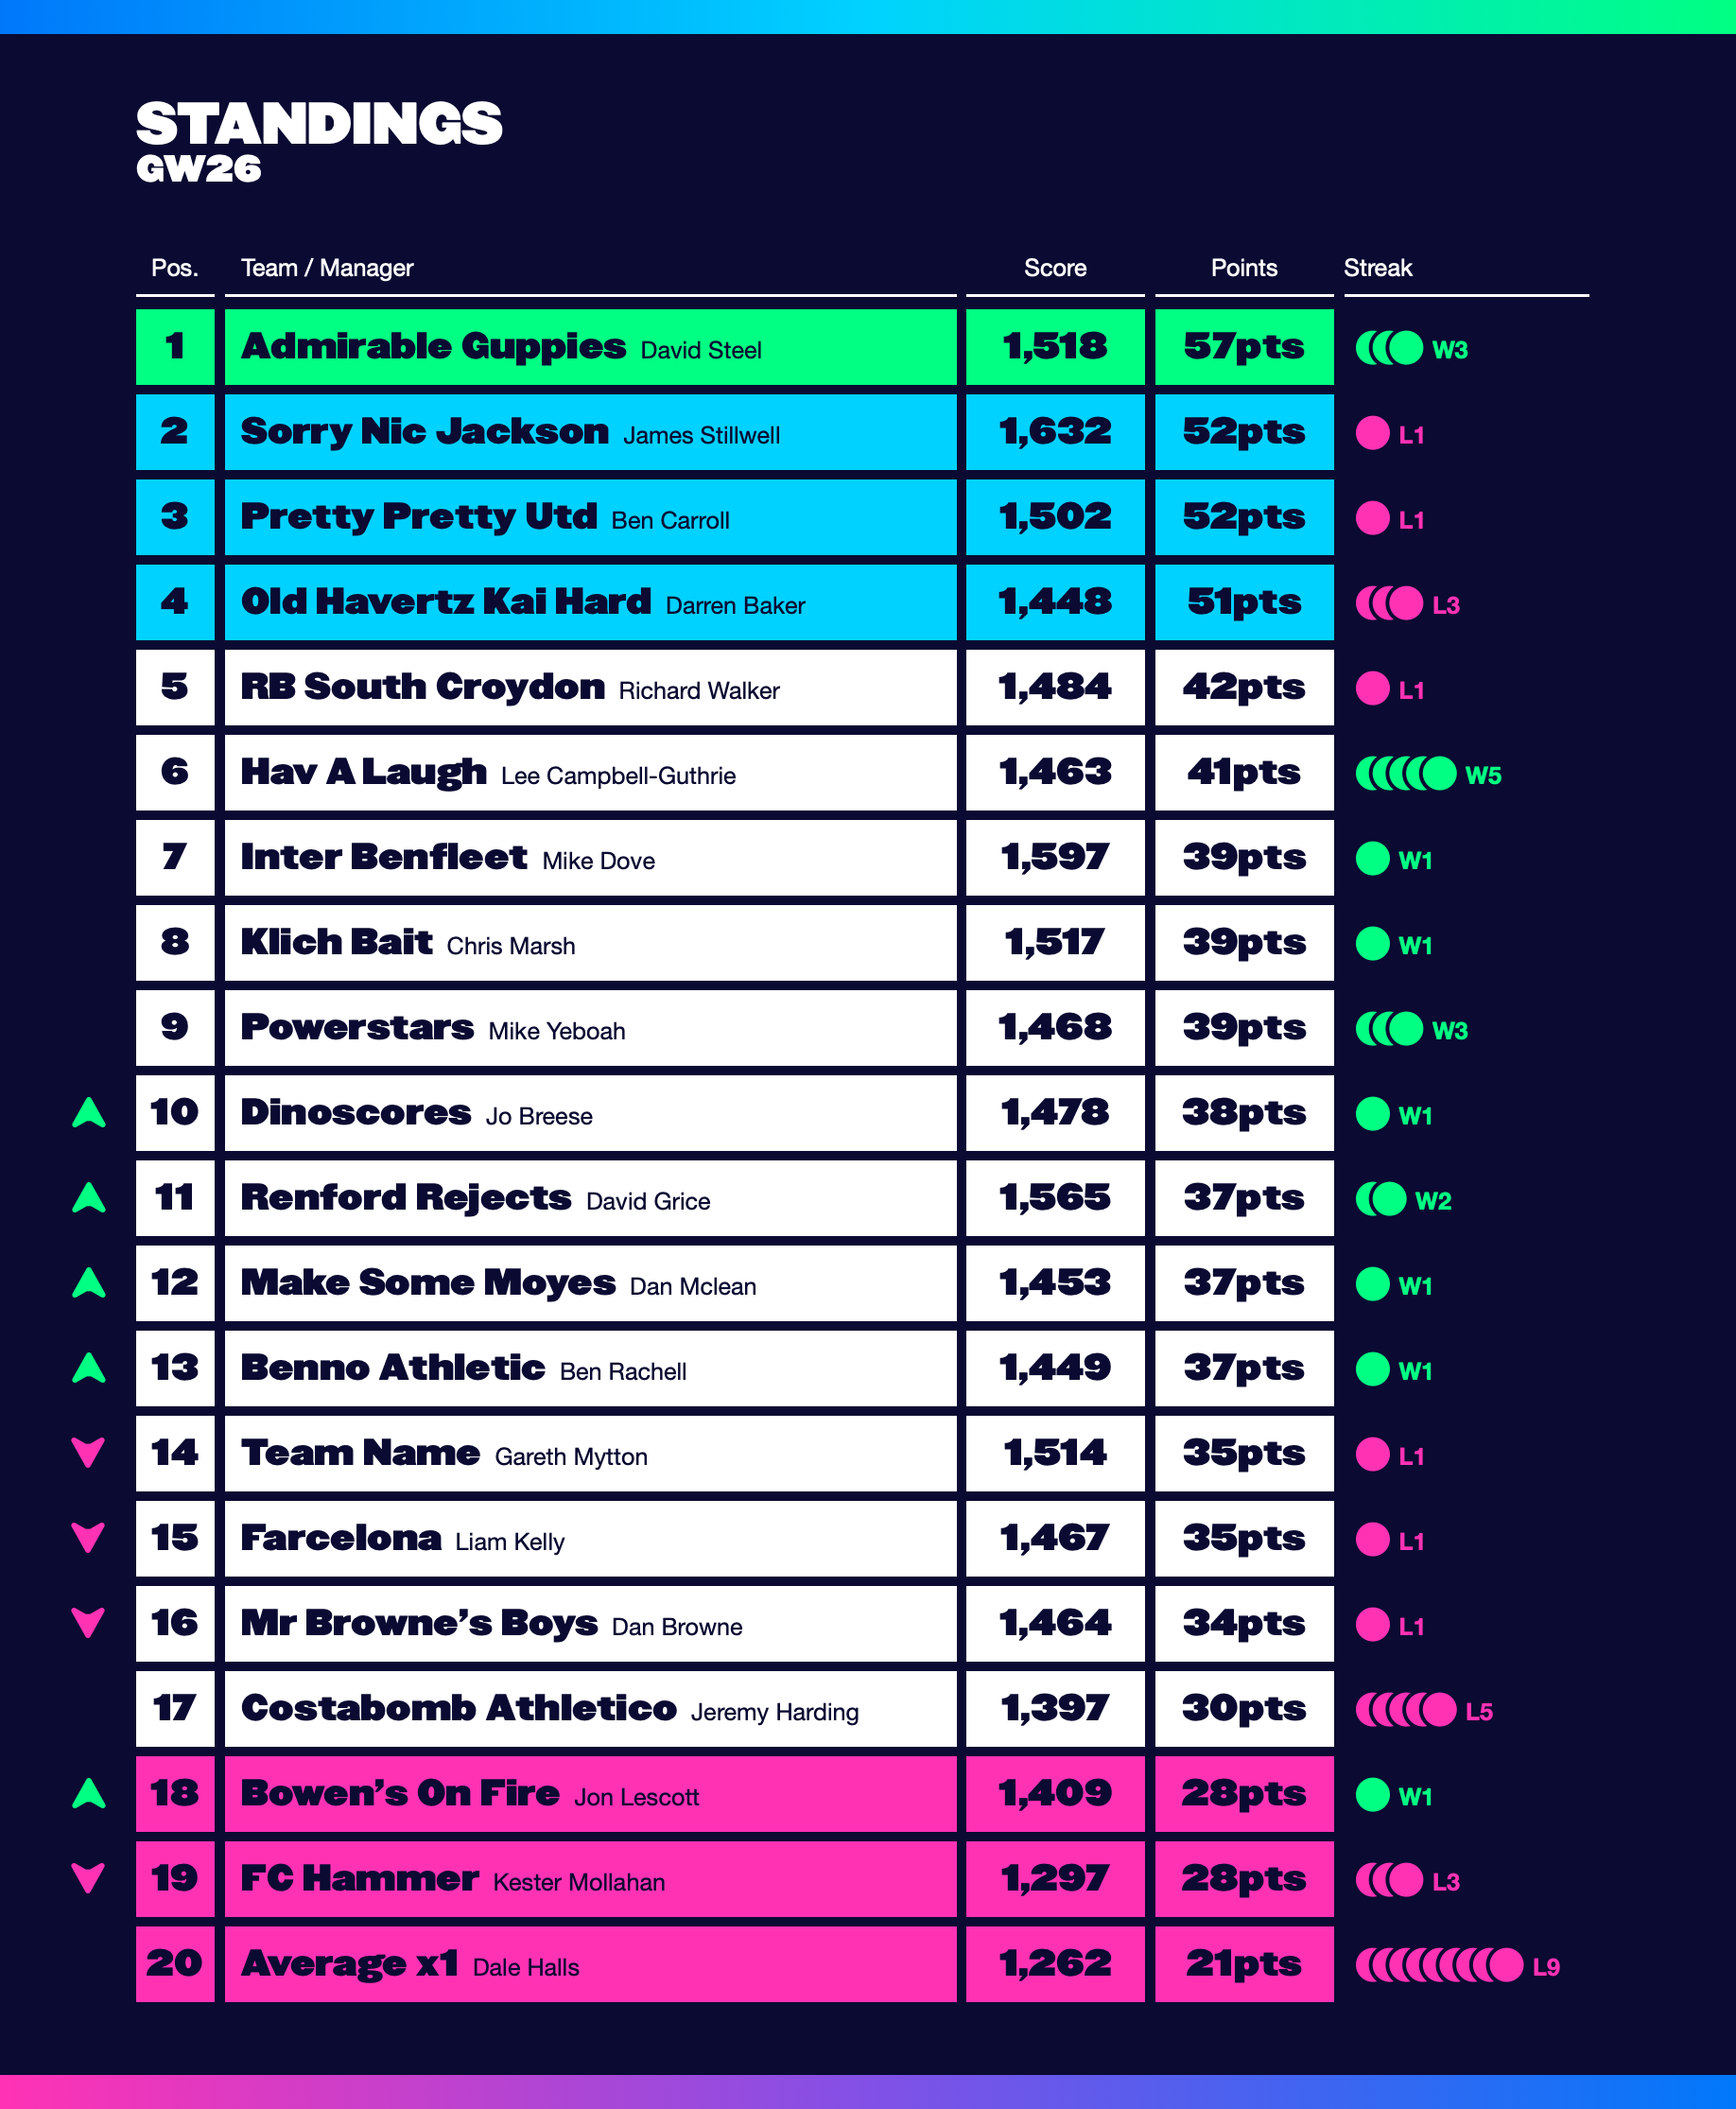 STANDINGS
GW26
Pos. Team / Manager Score Points Streak
1 Admirable Guppies David Steel 1,518 57pts W3
2 Sorry Nic Jackson James Stillwell 1,632 52pts L1
3 Pretty Pretty Utd Ben Carroll 1,502 52pts L1
4 Old Havertz Kai Hard Darren Baker 1,448 51pts L3
5 RB South Croydon Richard Walker 1,484 42pts L1
6 Hav A Laugh Lee Campbell-Guthrie 1,463 41pts W5
7 Inter Benfleet Mike Dove 1,597 39pts W1
8 Klich Bait Chris Marsh 1,517 39pts W1
9 Powerstars Mike Yeboah 1,468 39pts W3
10 Dinoscores Jo Breese 1,478 38pts W1
11 Renford Rejects David Grice 1,565 37pts W2
12 Make Some Moyes Dan Mclean 1,453 37pts W1
13 Benno Athletic Ben Rachell 1,449 37pts W1
14 Team Name Gareth Mytton 1,514 35pts L1
15 Farcelona Liam Kelly 1,467 35pts L1
16 Mr Browne’s Boys Dan Browne 1,464 34pts L1
17 Costabomb Athletico Jeremy Harding 1,397 30pts L5
18 Bowen’s On Fire Jon Lescott 1,409 28pts W1
19 FC Hammer Kester Mollahan 1,297 28pts L3
20 Average x1 Dale Halls 1,262 21pts L9